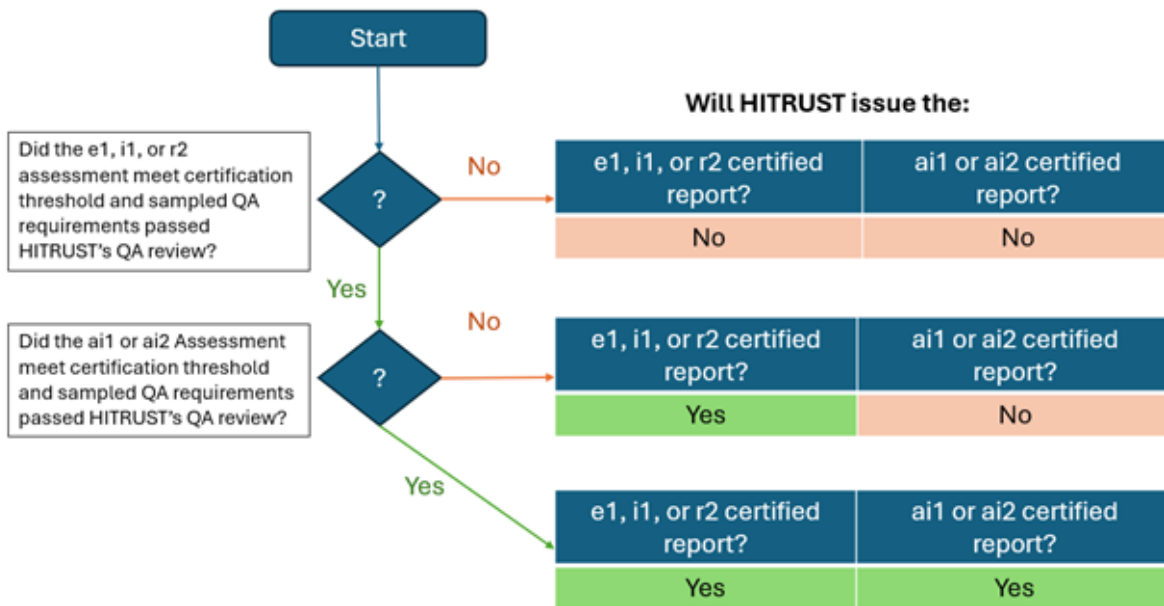 Start
Will HITRUST issue the:
Did the e1, i1, or r2
assessment meet certification
threshold and sampled QA
requirements passed
HITRUST's QA review?
?
No
e1, i1, or r2 certified
report?
ai1 or ai2 certified
report?
No
No
Yes
Did the ai1 or ai2 Assessment
meet certification threshold
and sampled QA requirements
passed HITRUST's QA review?
?
No
e1, i1, or r2 certified
report?
ai1 or ai2 certified
report?
Yes
No
Yes
e1, i1, or r2 certified
report?
ai1 or ai2 certified
report?
Yes
Yes